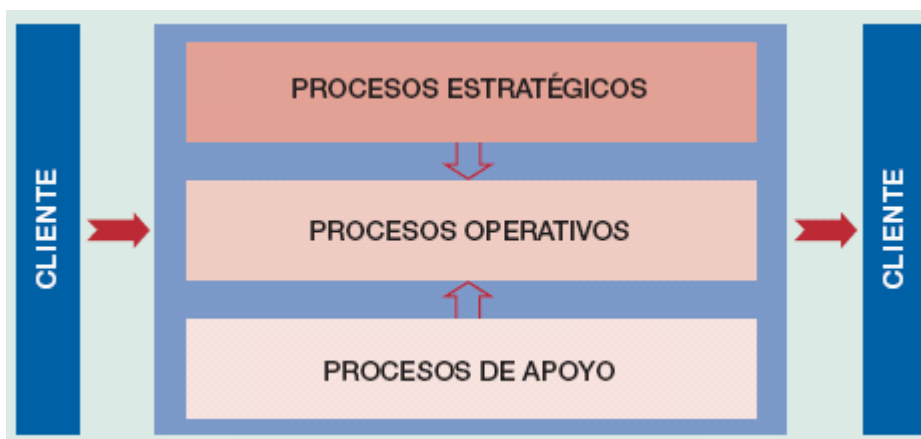 CLIENTE
PROCESOS ESTRATÉGICOS
PROCESOS OPERATIVOS
PROCESOS DE APOYO
CLIENTE